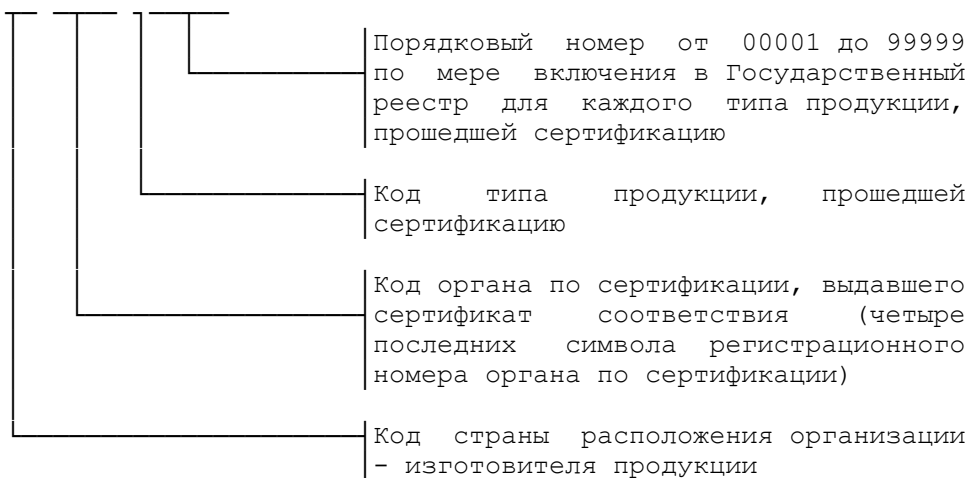 Порядковый номер от 00001 до 99999
по мере включения в Государственный
реестр для каждого типа продукции,
прошедшей сертификацию
Код типа продукции, прошедшей
сертификацию
Код органа по сертификации, выдавшего
сертификат соответствия (четыре
последних символа регистрационного
номера органа по сертификации)
Код страны расположения организации
- изготовителя продукции